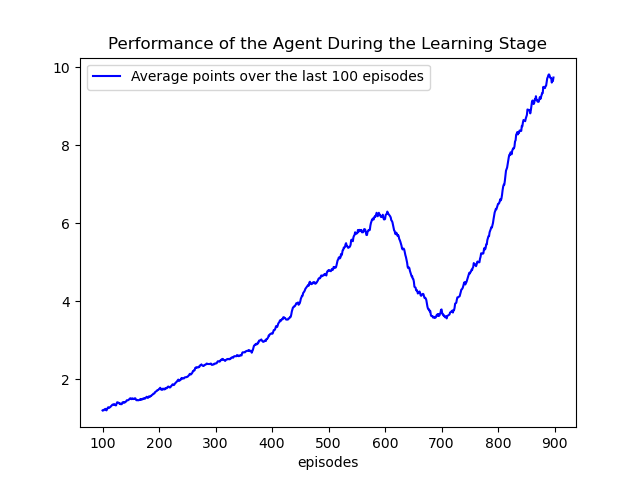 Performance of the Agent During the Learning Stage
Average points over the last 100 episodes
10
8
6
4
2
100 200 300 400 500 600 700 800 900
episodes